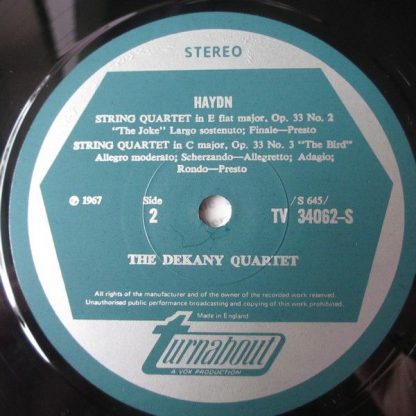 STEREO
HAYDN
STRING QUARTET in E flat major, Op. 33 No. 2
"The Joke" Largo sostenuto; Finale—Presto
STRING QUARTET in C major, Op. 33 No. 3 "The Bird"
Allegro moderato; Scherzando—Allegretto; Adagio;
Rondo—Presto
℗ 1967
Side
2
/S 645/
TV 34062-S
THE DEKANY QUARTET
All rights of the manufacturer and of the owner of the recorded work reserved.
Unauthorised public performance broadcasting and copying of this work prohibited.
Made in England
turnabout
A VOX PRODUCTION